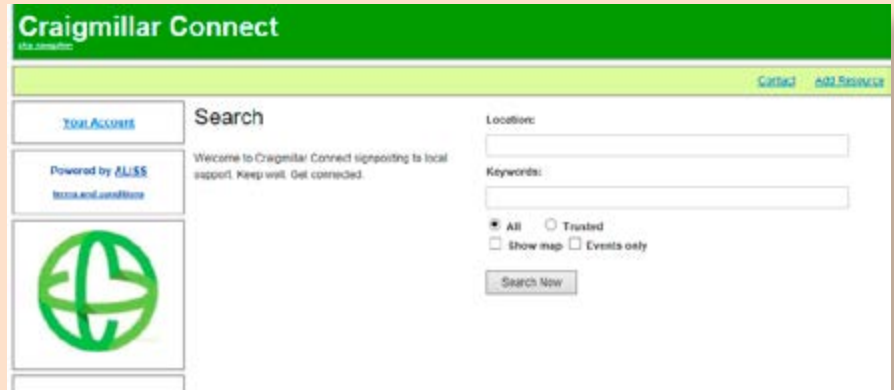 Craigmillar Connect
Contact Add Resource
Your Account
Powered by ALISS
terms and conditions
Search
Welcome to Craigmillar Connect signposting to local
support. Keep well. Get connected.
Location:
Keywords:
All Trusted
Show map Events only
Search Now